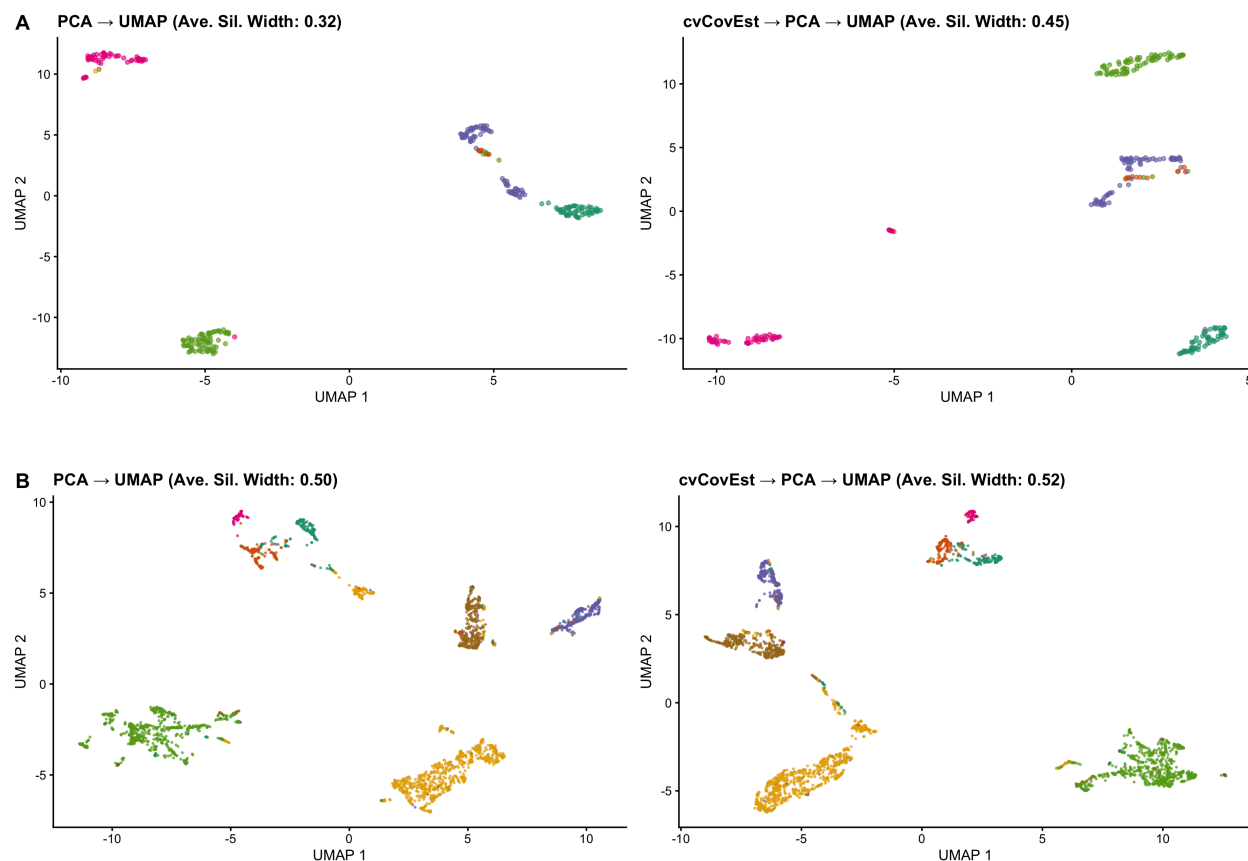 A
PCA → UMAP (Ave. Sil. Width: 0.32)
10
5
0
-5
-10
-10
-5
0
5
UMAP 1
UMAP 2
cvCovEst → PCA → UMAP (Ave. Sil. Width: 0.45)
10
5
0
-5
-10
-10
-5
0
5
UMAP 1
UMAP 2
B
PCA → UMAP (Ave. Sil. Width: 0.50)
10
5
0
-5
-10
-5
0
5
10
UMAP 1
UMAP 2
cvCovEst → PCA → UMAP (Ave. Sil. Width: 0.52)
10
5
0
-5
-10
-5
0
5
10
UMAP 1
UMAP 2